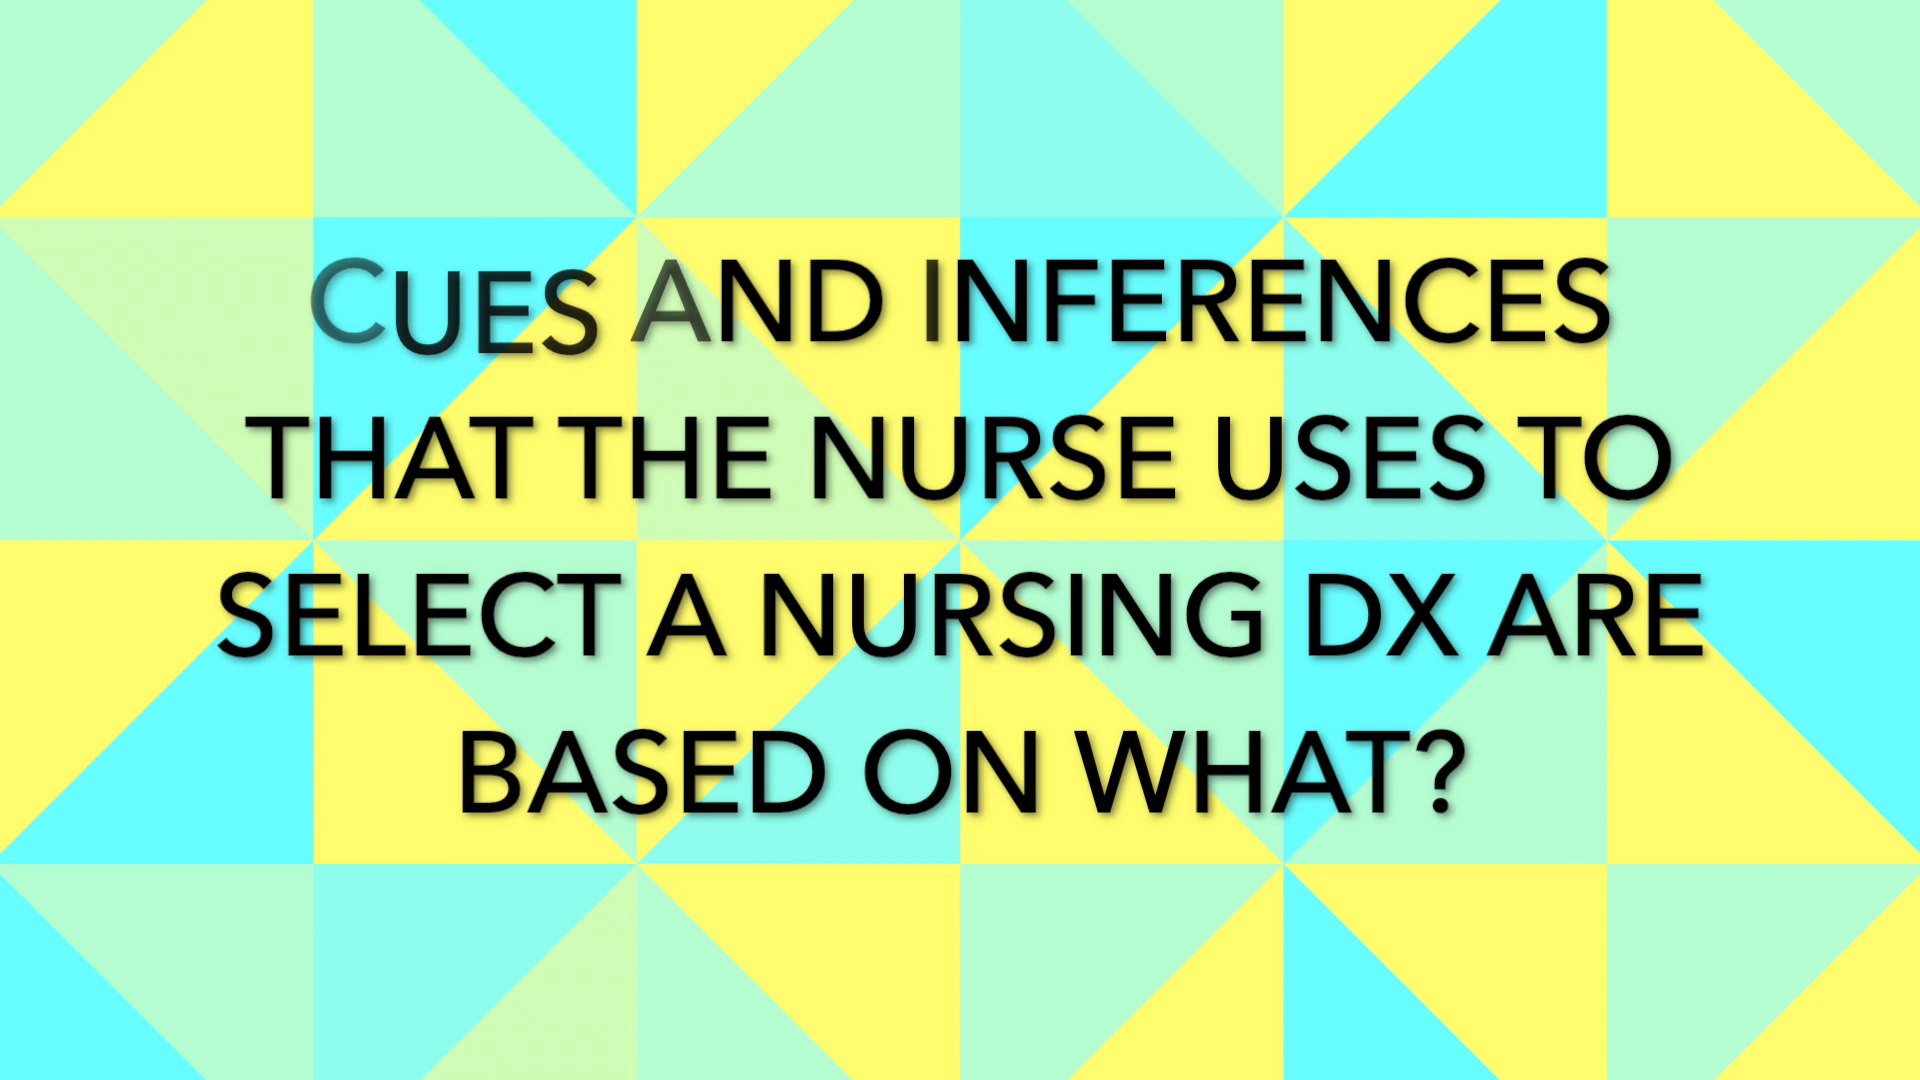 CUES AND INFERENCES
THAT THE NURSE USES TO
SELECT A NURSING DX ARE
BASED ON WHAT?